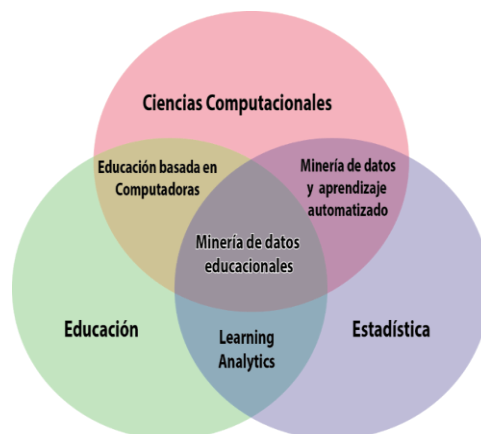 Ciencias Computacionales
Educación basada en
Computadoras
Minería de datos
y aprendizaje
automatizado
Minería de datos
educacionales
Educación
Learning
Analytics
Estadística